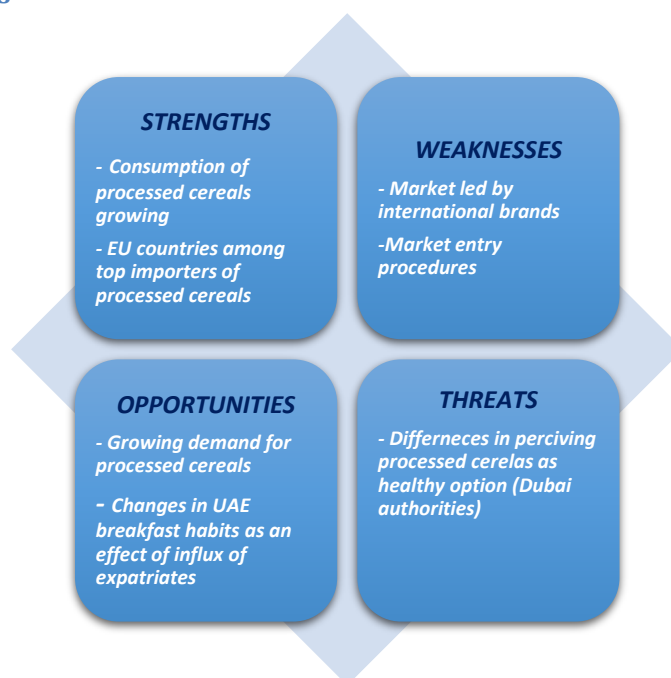 STRENGTHS
- Consumption of
processed cereals
growing
- EU countries among
top importers of
processed cereals
WEAKNESSES
- Market led by
international brands
-Market entry
procedures
OPPORTUNITIES
- Growing demand for
processed cereals
- Changes in UAE
breakfast habits as an
effect of influx of
expatriates
THREATS
- Differneces in perciving
processed cerelas as
healthy option (Dubai
authorities)